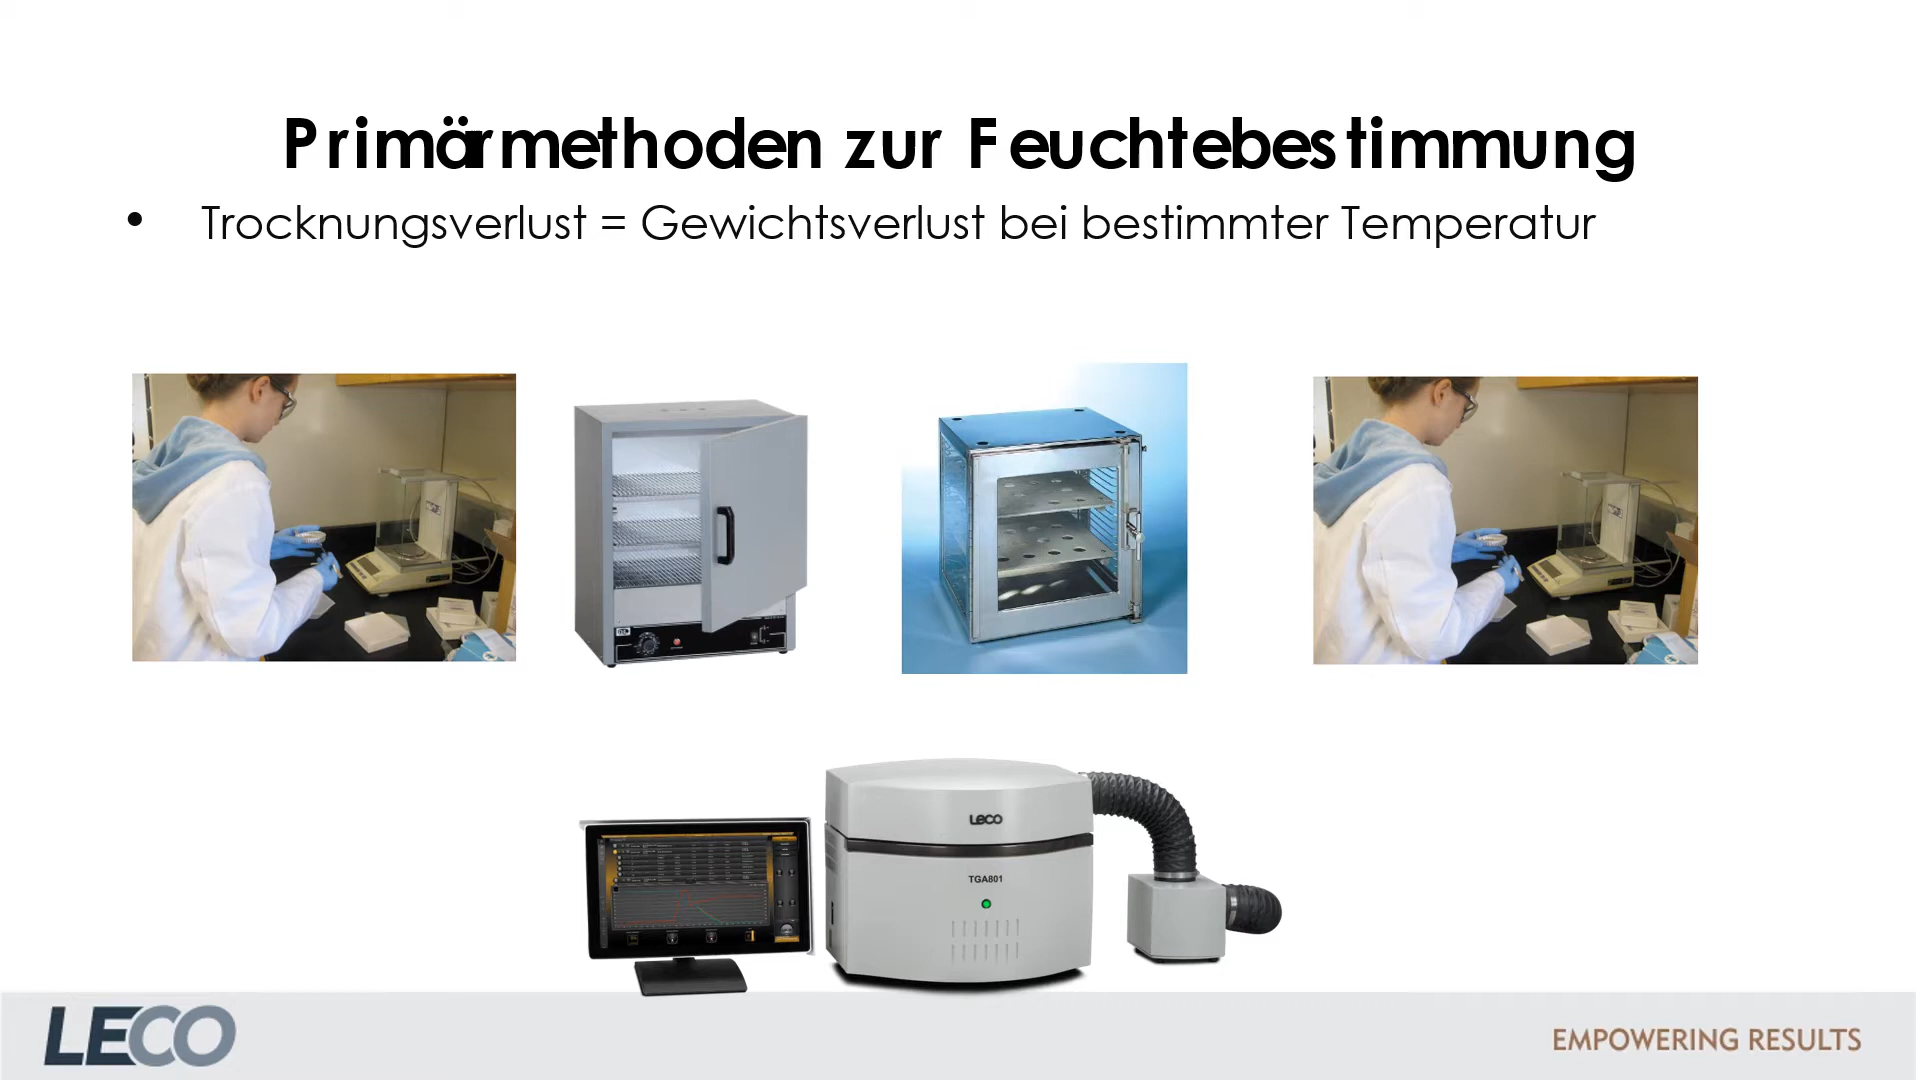 Primärmethoden zur Feuchtebestimmung
• Trocknungsverlust = Gewichtsverlust bei bestimmter Temperatur
LECO
TGA801
LECO
EMPOWERING RESULTS